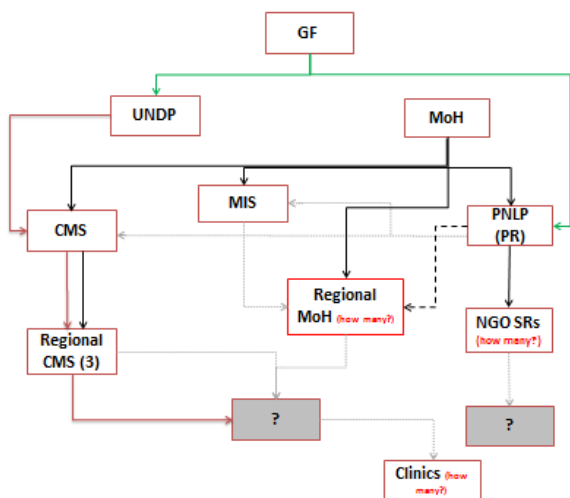 GF
UNDP
MoH
MIS
CMS
PNLP
(PR)
Regional
MoH (how many?)
NGO SRs
(how many?)
Regional
CMS (3)
?
?
Clinics (how
many?)